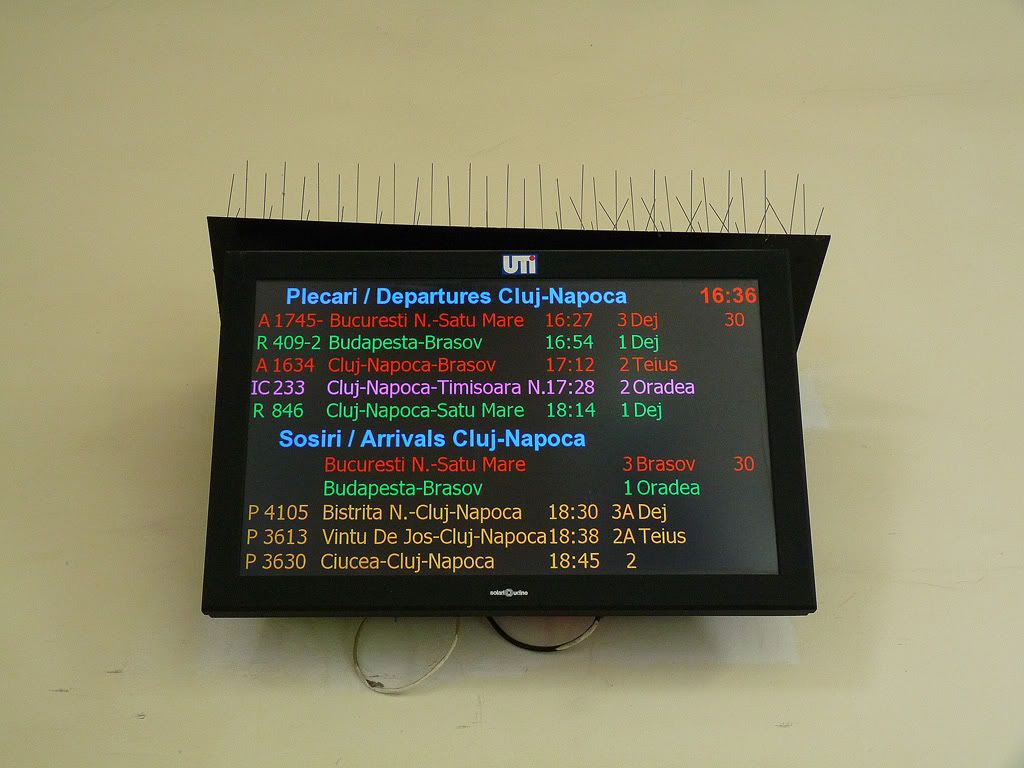 UTi
Plecari / Departures Cluj-Napoca 16:36
A 1745- Bucuresti N.-Satu Mare 16:27 3 Dej 30
R 409-2 Budapesta-Brasov 16:54 1 Dej
A 1634 Cluj-Napoca-Brasov 17:12 2 Teius
IC 233 Cluj-Napoca-Timisoara N. 17:28 2 Oradea
R 846 Cluj-Napoca-Satu Mare 18:14 1 Dej
Sosiri / Arrivals Cluj-Napoca
Bucuresti N.-Satu Mare 3 Brasov 30
Budapesta-Brasov 1 Oradea
P 4105 Bistrita N.-Cluj-Napoca 18:30 3A Dej
P 3613 Vintu De Jos-Cluj-Napoca 18:38 2A Teius
P 3630 Ciucea-Cluj-Napoca 18:45 2
solari udine